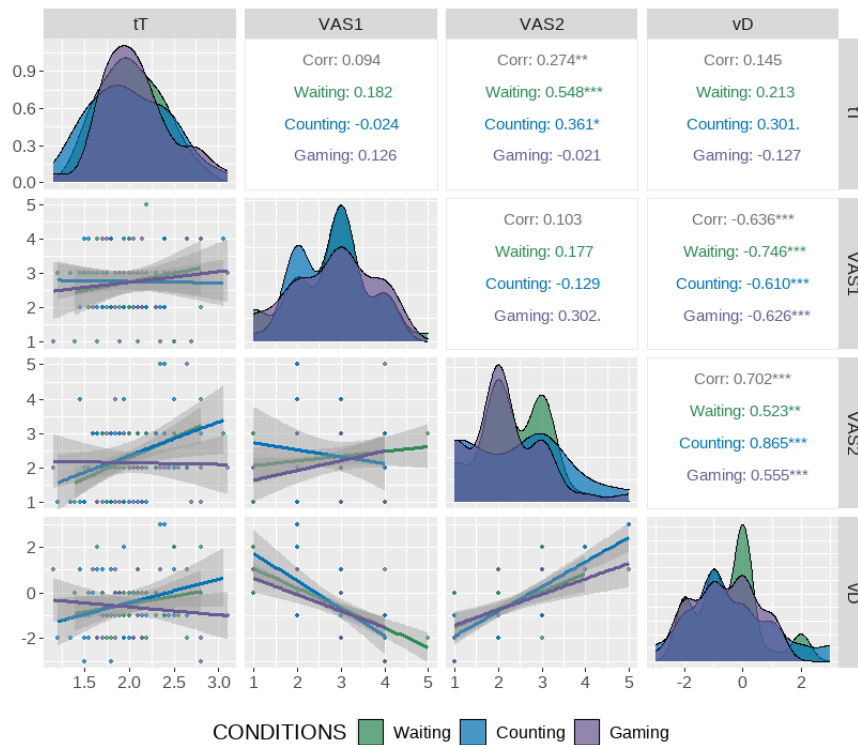 tT VAS1 VAS2 vD
0.9
0.6
0.3
0.0
Corr: 0.094
Waiting: 0.182
Counting: -0.024
Gaming: 0.126
Corr: 0.274**
Waiting: 0.548***
Counting: 0.361*
Gaming: -0.021
Corr: 0.145
Waiting: 0.213
Counting: 0.301.
Gaming: -0.127
tT
5
4
3
2
1
Corr: 0.103
Waiting: 0.177
Counting: -0.129
Gaming: 0.302.
Corr: -0.636***
Waiting: -0.746***
Counting: -0.610***
Gaming: -0.626***
VAS1
5
4
3
2
1
Corr: 0.702***
Waiting: 0.523**
Counting: 0.865***
Gaming: 0.555***
VAS2
2
0
-2
vD
1.5 2.0 2.5 3.0 1 2 3 4 5 1 2 3 4 5 -2 0 2
CONDITIONS Waiting Counting Gaming